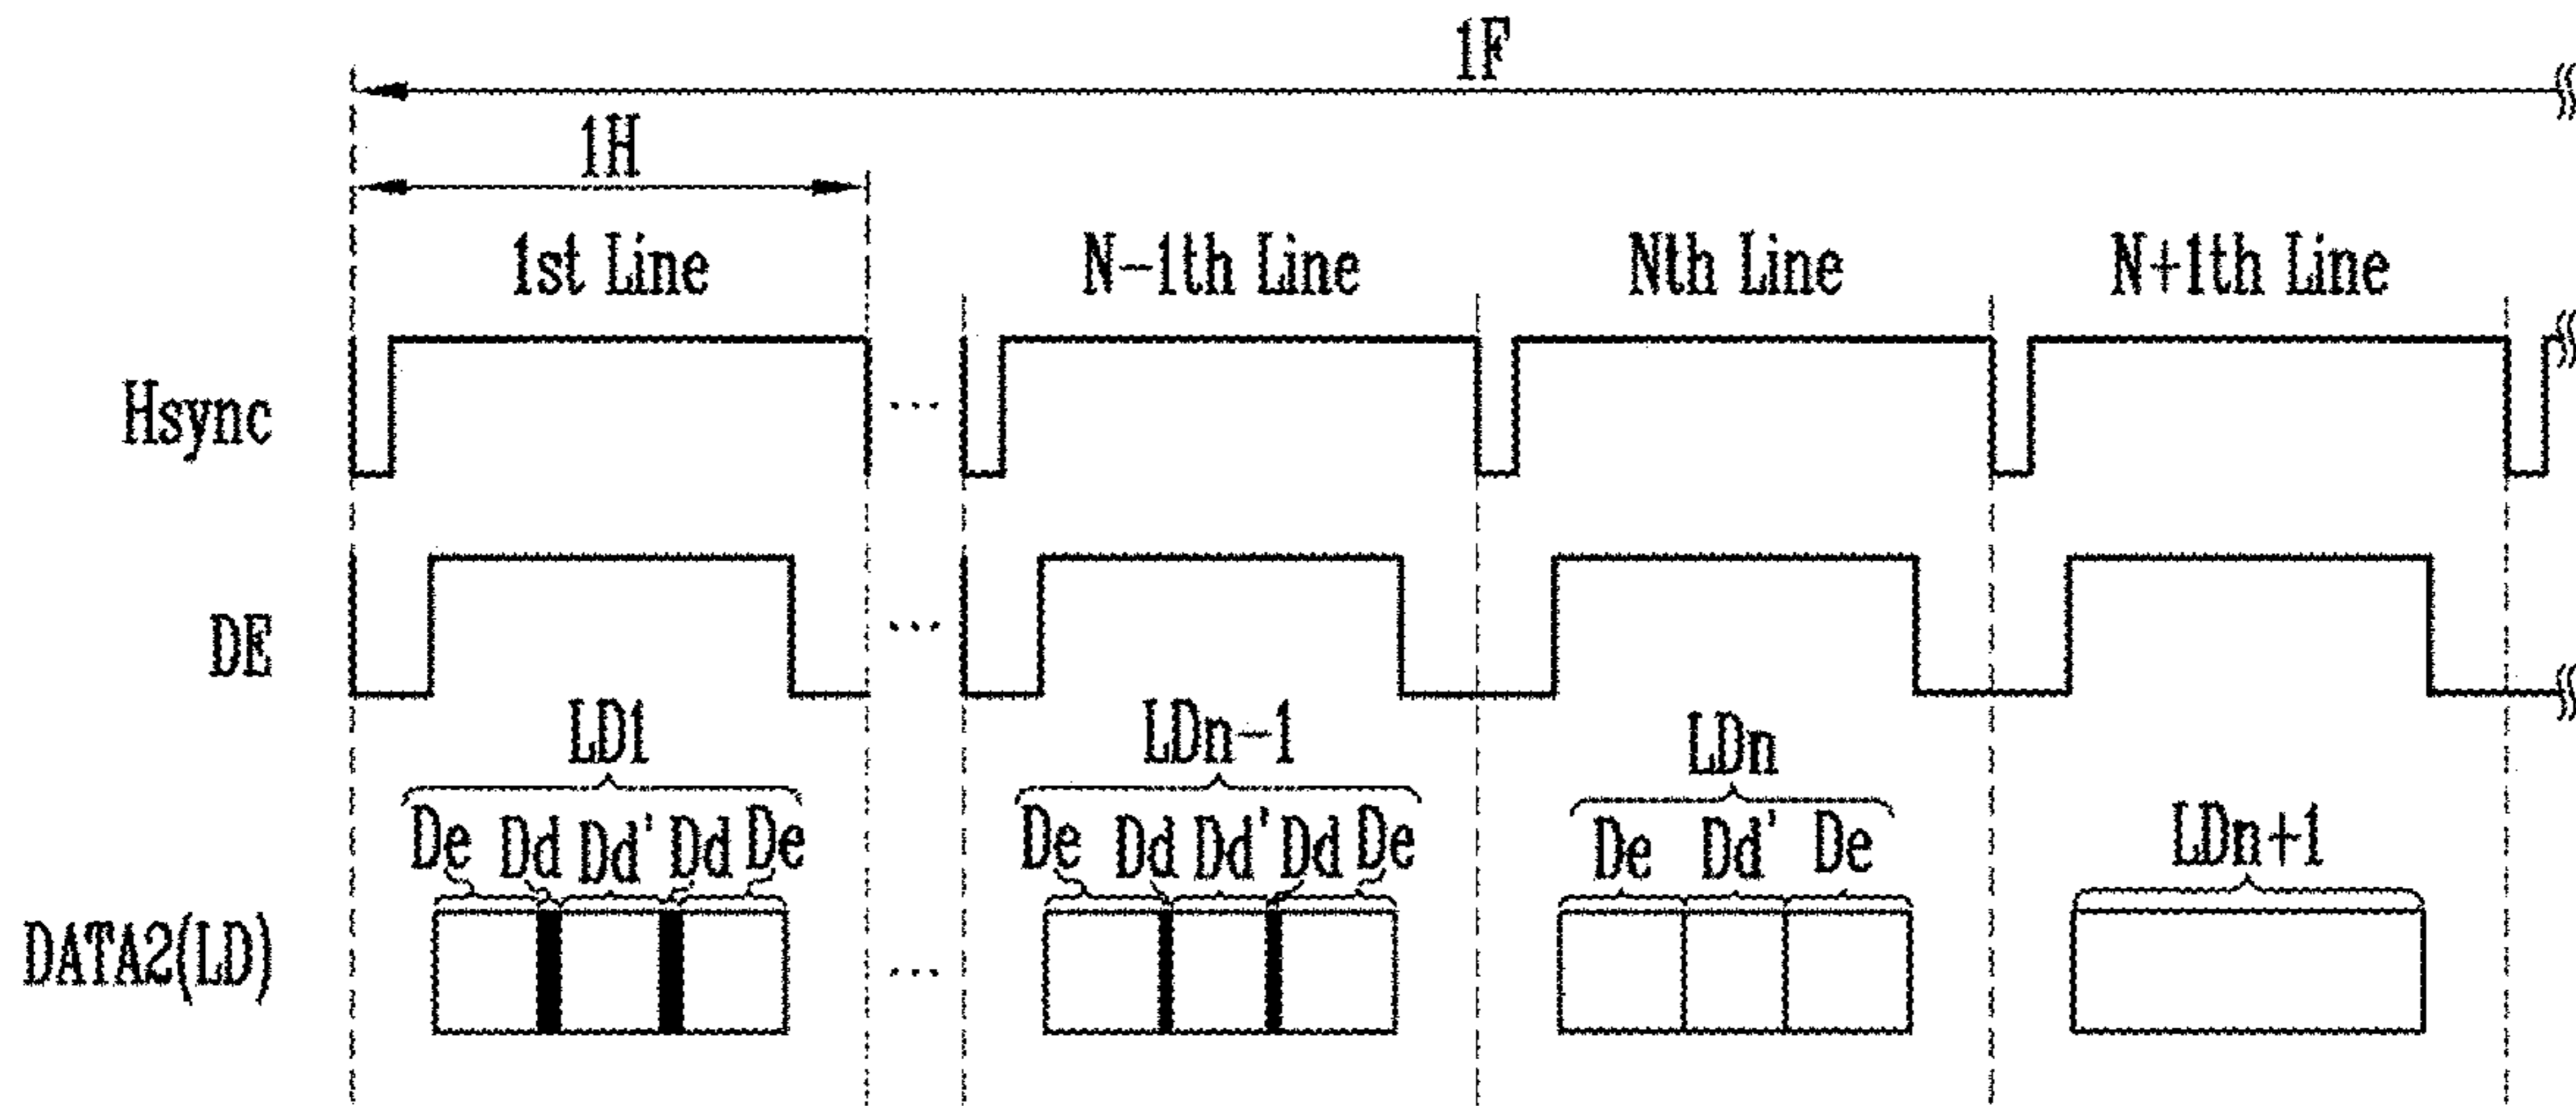 1F
1H
1st Line N-1th Line Nth Line N+1th Line
Hsync ...
DE ...
LD1 LDn-1 LDn LDn+1
De Dd Dd' Dd De De Dd Dd' Dd De De Dd' De
DATA2(LD) ...